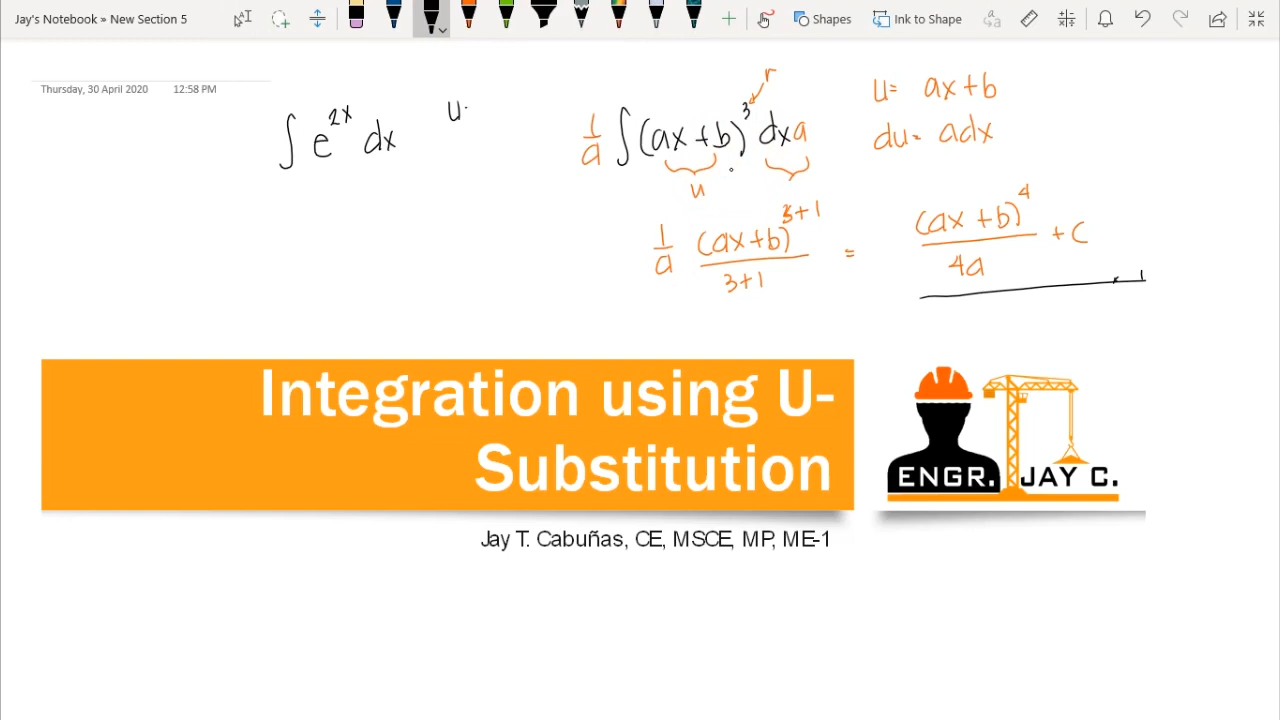 Jay's Notebook » New Section 5
Shapes
Ink to Shape
Thursday, 30 April 2020 12:58 PM
∫ e^{2x} dx
u-
1/a ∫ (ax + b)^3 dx a
r
u
u = ax + b
du = a dx
1/a (ax+b)^{3+1} / 3+1 = (ax + b)^4 / 4a + C
Integration using U-
Substitution
ENGR. JAY C.
Jay T. Cabuñas, CE, MSCE, MP, ME-1